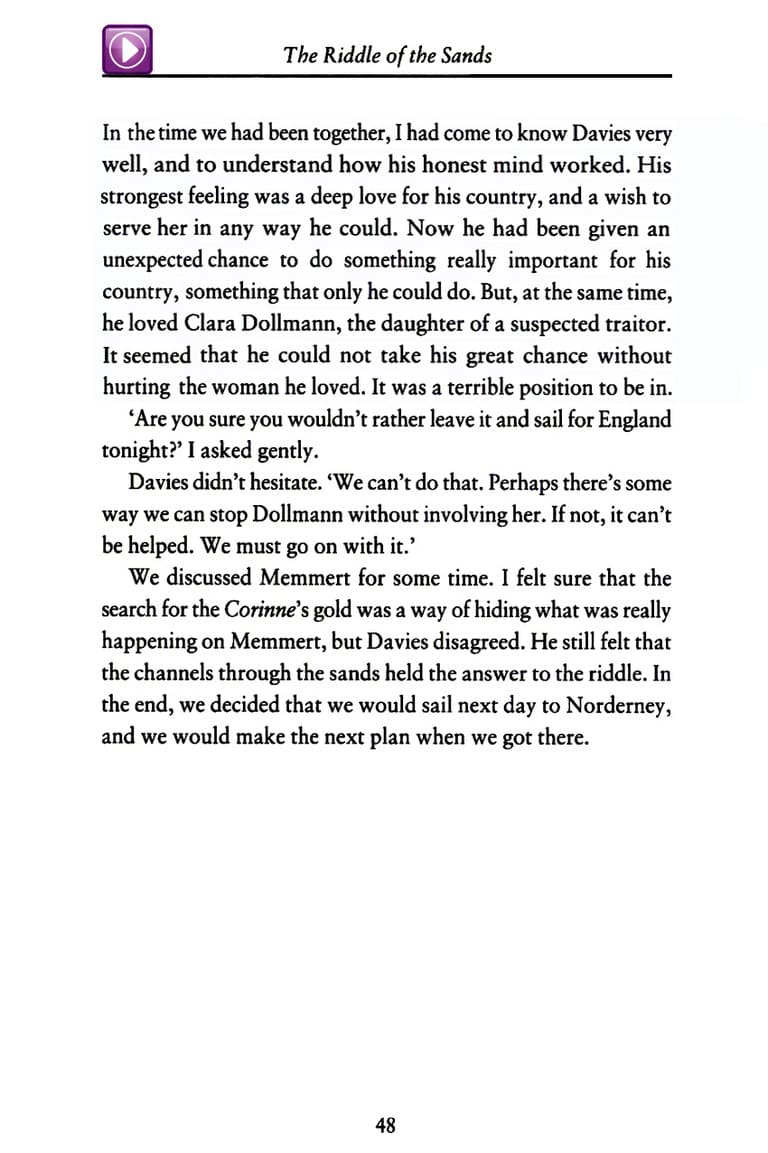 The Riddle of the Sands
In the time we had been together, I had come to know Davies very
well, and to understand how his honest mind worked. His
strongest feeling was a deep love for his country, and a wish to
serve her in any way he could. Now he had been given an
unexpected chance to do something really important for his
country, something that only he could do. But, at the same time,
he loved Clara Dollmann, the daughter of a suspected traitor.
It seemed that he could not take his great chance without
hurting the woman he loved. It was a terrible position to be in.
‘Are you sure you wouldn’t rather leave it and sail for England
tonight?’ I asked gently.
Davies didn’t hesitate. ‘We can’t do that. Perhaps there’s some
way we can stop Dollmann without involving her. If not, it can’t
be helped. We must go on with it.’
We discussed Memmert for some time. I felt sure that the
search for the Corinne’s gold was a way of hiding what was really
happening on Memmert, but Davies disagreed. He still felt that
the channels through the sands held the answer to the riddle. In
the end, we decided that we would sail next day to Norderney,
and we would make the next plan when we got there.
48